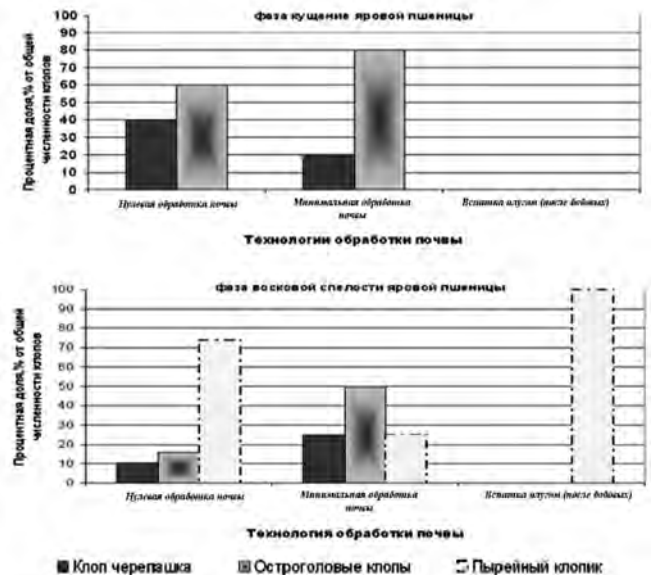 фаза кущение яровой пшеницы
Процентная доля,% от общей
численности клопов
100
90
80
70
60
50
40
30
20
10
0
Нулевая обработка почвы
Минимальная обработка
почвы
Вспашка плугом (после бобовых)
Технологии обработки почвы
фаза восковой спелости яровой пшеницы
Процентная доля,% от общей
численности клопов
100
90
80
70
60
50
40
30
20
10
0
Нулевая обработка почвы
Минимальная обработка
почвы
Вспашка плугом (после бобовых)
Технология обработки почвы
Клоп черепашка
Остроголовые клопы
Пырейный клопик